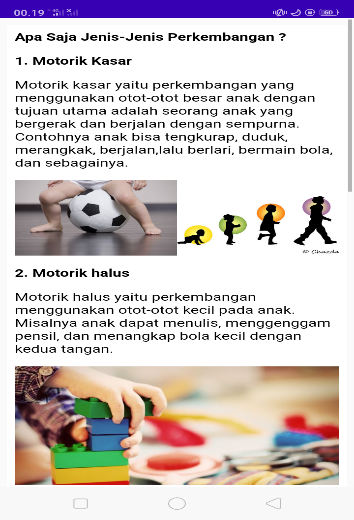 00.19
60
Apa Saja Jenis-Jenis Perkembangan ?
1. Motorik Kasar
Motorik kasar yaitu perkembangan yang
menggunakan otot-otot besar anak dengan
tujuan utama adalah seorang anak yang
bergerak dan berjalan dengan sempurna.
Contohnya anak bisa tengkurap, duduk,
merangkak, berjalan,lalu berlari, bermain bola,
dan sebagainya.
© Chazda
2. Motorik halus
Motorik halus yaitu perkembangan
menggunakan otot-otot kecil pada anak.
Misalnya anak dapat menulis, menggenggam
pensil, dan menangkap bola kecil dengan
kedua tangan.